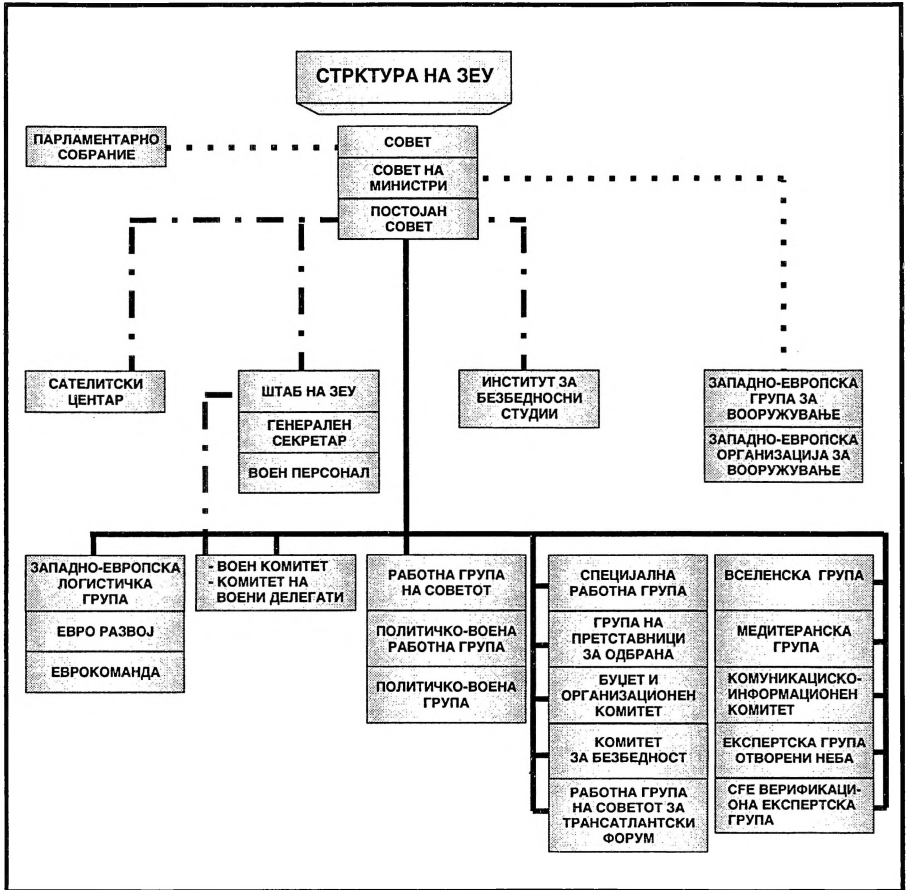 СТРКТУРА НА ЗЕУ
ПАРЛАМЕНТАРНО
СОБРАНИЕ
СОВЕТ
СОВЕТ НА
МИНИСТРИ
ПОСТОЈАН
СОВЕТ
САТЕЛИТСКИ
ЦЕНТАР
ШТАБ НА ЗЕУ
ГЕНЕРАЛЕН
СЕКРЕТАР
ВОЕН ПЕРСОНАЛ
ИНСТИТУТ ЗА
БЕЗБЕДНОСНИ
СТУДИИ
ЗАПАДНО-ЕВРОПСКА
ГРУПА ЗА
ВООРУЖУВАЊЕ
ЗАПАДНО-ЕВРОПСКА
ОРГАНИЗАЦИЈА ЗА
ВООРУЖУВАЊЕ
ЗАПАДНО-ЕВРОПСКА
ЛОГИСТИЧКА
ГРУПА
ЕВРО РАЗВОЈ
ЕВРОКОМАНДА
- ВОЕН КОМИТЕТ
- КОМИТЕТ НА
ВОЕНИ ДЕЛЕГАТИ
РАБОТНА ГРУПА
НА СОВЕТОТ
ПОЛИТИЧКО-ВОЕНА
РАБОТНА ГРУПА
ПОЛИТИЧКО-ВОЕНА
ГРУПА
СПЕЦИЈАЛНА
РАБОТНА ГРУПА
ГРУПА НА
ПРЕТСТАВНИЦИ
ЗА ОДБРАНА
БУЏЕТ И
ОРГАНИЗАЦИОНЕН
КОМИТЕТ
КОМИТЕТ
ЗА БЕЗБЕДНОСТ
РАБОТНА ГРУПА
НА СОВЕТОТ ЗА
ТРАНСАТЛАНТСКИ
ФОРУМ
ВСЕЛЕНСКА ГРУПА
МЕДИТЕРАНСКА
ГРУПА
КОМУНИКАЦИСКО-
ИНФОРМАЦИОНЕН
КОМИТЕТ
ЕКСПЕРТСКА ГРУПА
ОТВОРЕНИ НЕБА
CFE ВЕРИФИКАЦИ-
ОНА ЕКСПЕРТСКА
ГРУПА